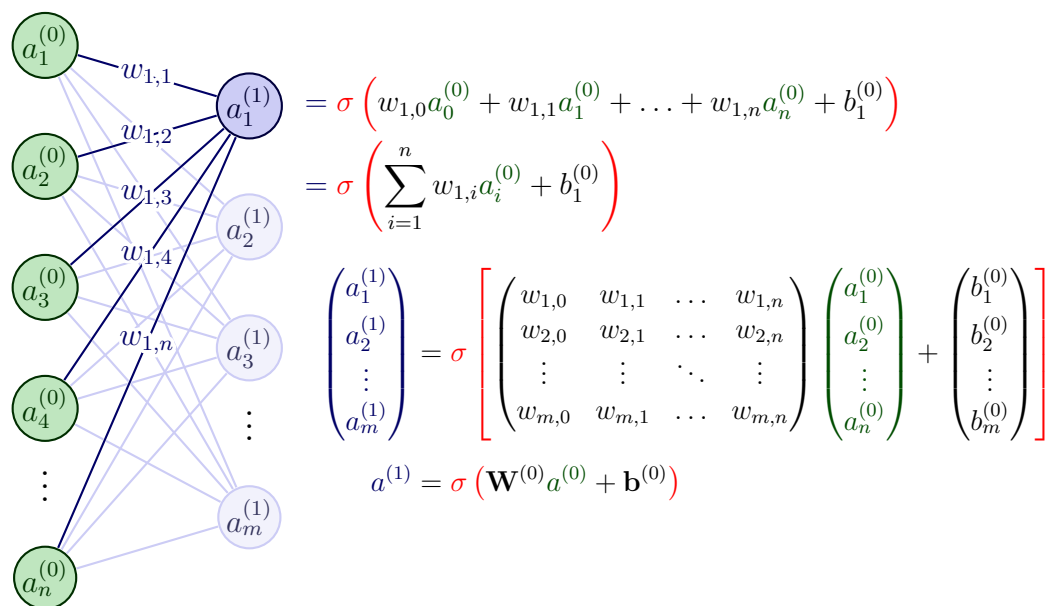 a_1^{(0)}
a_2^{(0)}
a_3^{(0)}
a_4^{(0)}
⋮
a_n^{(0)}
w_{1,1}
w_{1,2}
w_{1,3}
w_{1,4}
w_{1,n}
a_1^{(1)}
a_2^{(1)}
a_3^{(1)}
⋮
a_m^{(1)}
= σ ( w_{1,0} a_0^{(0)} + w_{1,1} a_1^{(0)} + … + w_{1,n} a_n^{(0)} + b_1^{(0)} )
= σ ( ∑_{i=1}^{n} w_{1,i} a_i^{(0)} + b_1^{(0)} )
( a_1^{(1)} a_2^{(1)} ⋮ a_m^{(1)} ) = σ [ ( w_{1,0} w_{1,1} … w_{1,n} ; w_{2,0} w_{2,1} … w_{2,n} ; ⋮ ⋮ ⋱ ⋮ ; w_{m,0} w_{m,1} … w_{m,n} ) ( a_1^{(0)} a_2^{(0)} ⋮ a_n^{(0)} ) + ( b_1^{(0)} b_2^{(0)} ⋮ b_m^{(0)} ) ]
a^{(1)} = σ ( W^{(0)} a^{(0)} + b^{(0)} )